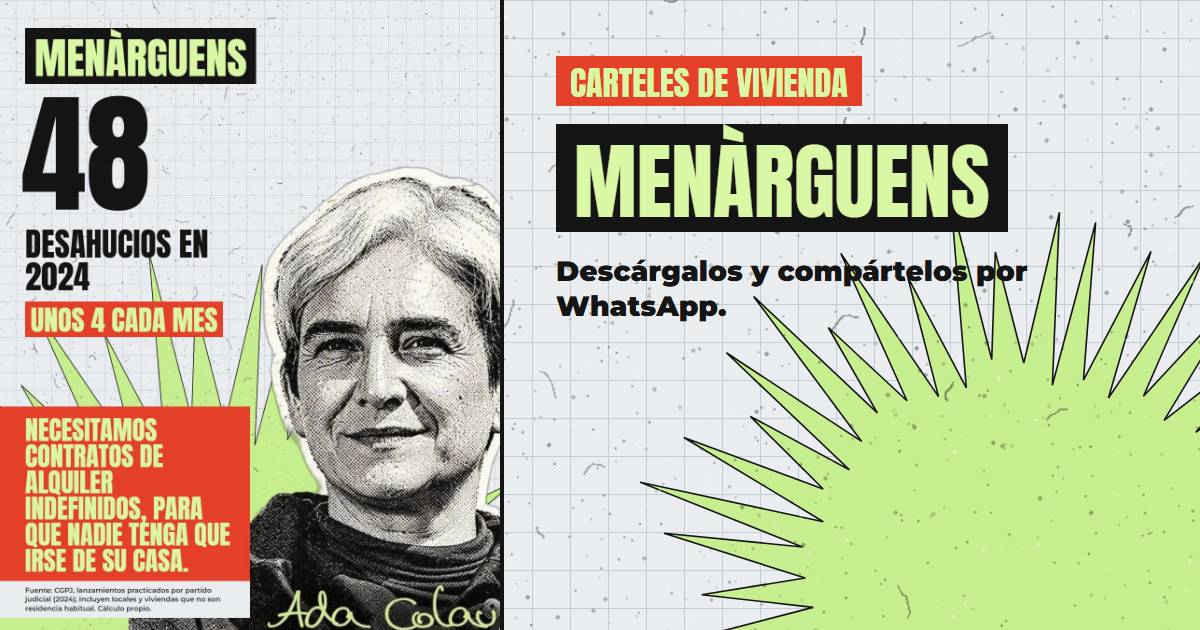 MENÀRGUENS
48
DESAHUCIOS EN
2024
UNOS 4 CADA MES
NECESITAMOS
CONTRATOS DE
ALQUILER
INDEFINIDOS, PARA
QUE NADIE TENGA QUE
IRSE DE SU CASA.
Fuente: CGPJ, lanzamientos practicados por partido
judicial (2024); incluyen locales y viviendas que no son
residencia habitual. Cálculo propio.
Ada Colau
CARTELES DE VIVIENDA
MENÀRGUENS
Descárgalos y compártelos por
WhatsApp.